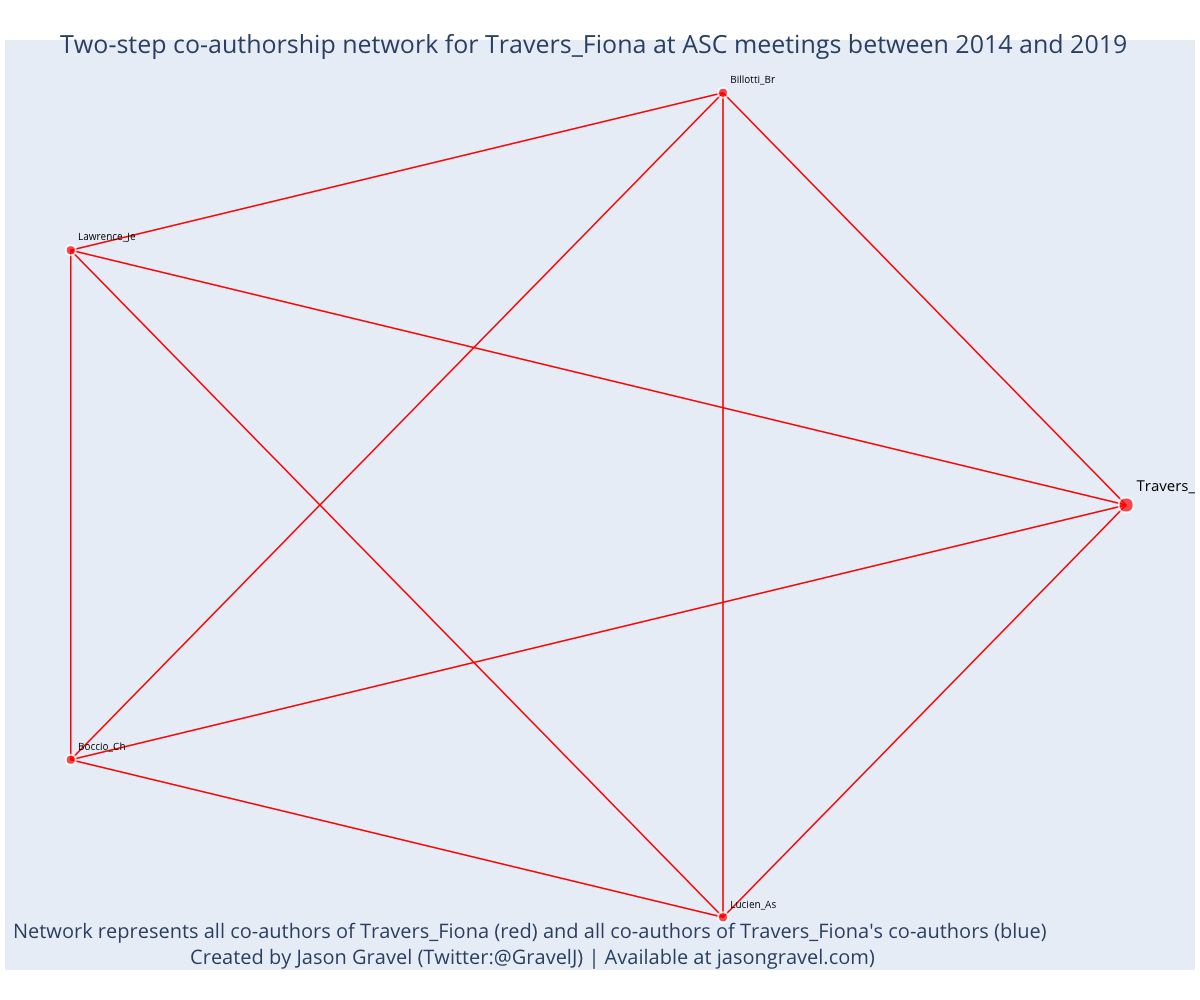 Two-step co-authorship network for Travers_Fiona at ASC meetings between 2014 and 2019
Billotti_Br
Lawrence_Je
Travers_
Boccio_Ch
Lucien_As
Network represents all co-authors of Travers_Fiona (red) and all co-authors of Travers_Fiona's co-authors (blue)
Created by Jason Gravel (Twitter:@GravelJ) | Available at jasongravel.com)